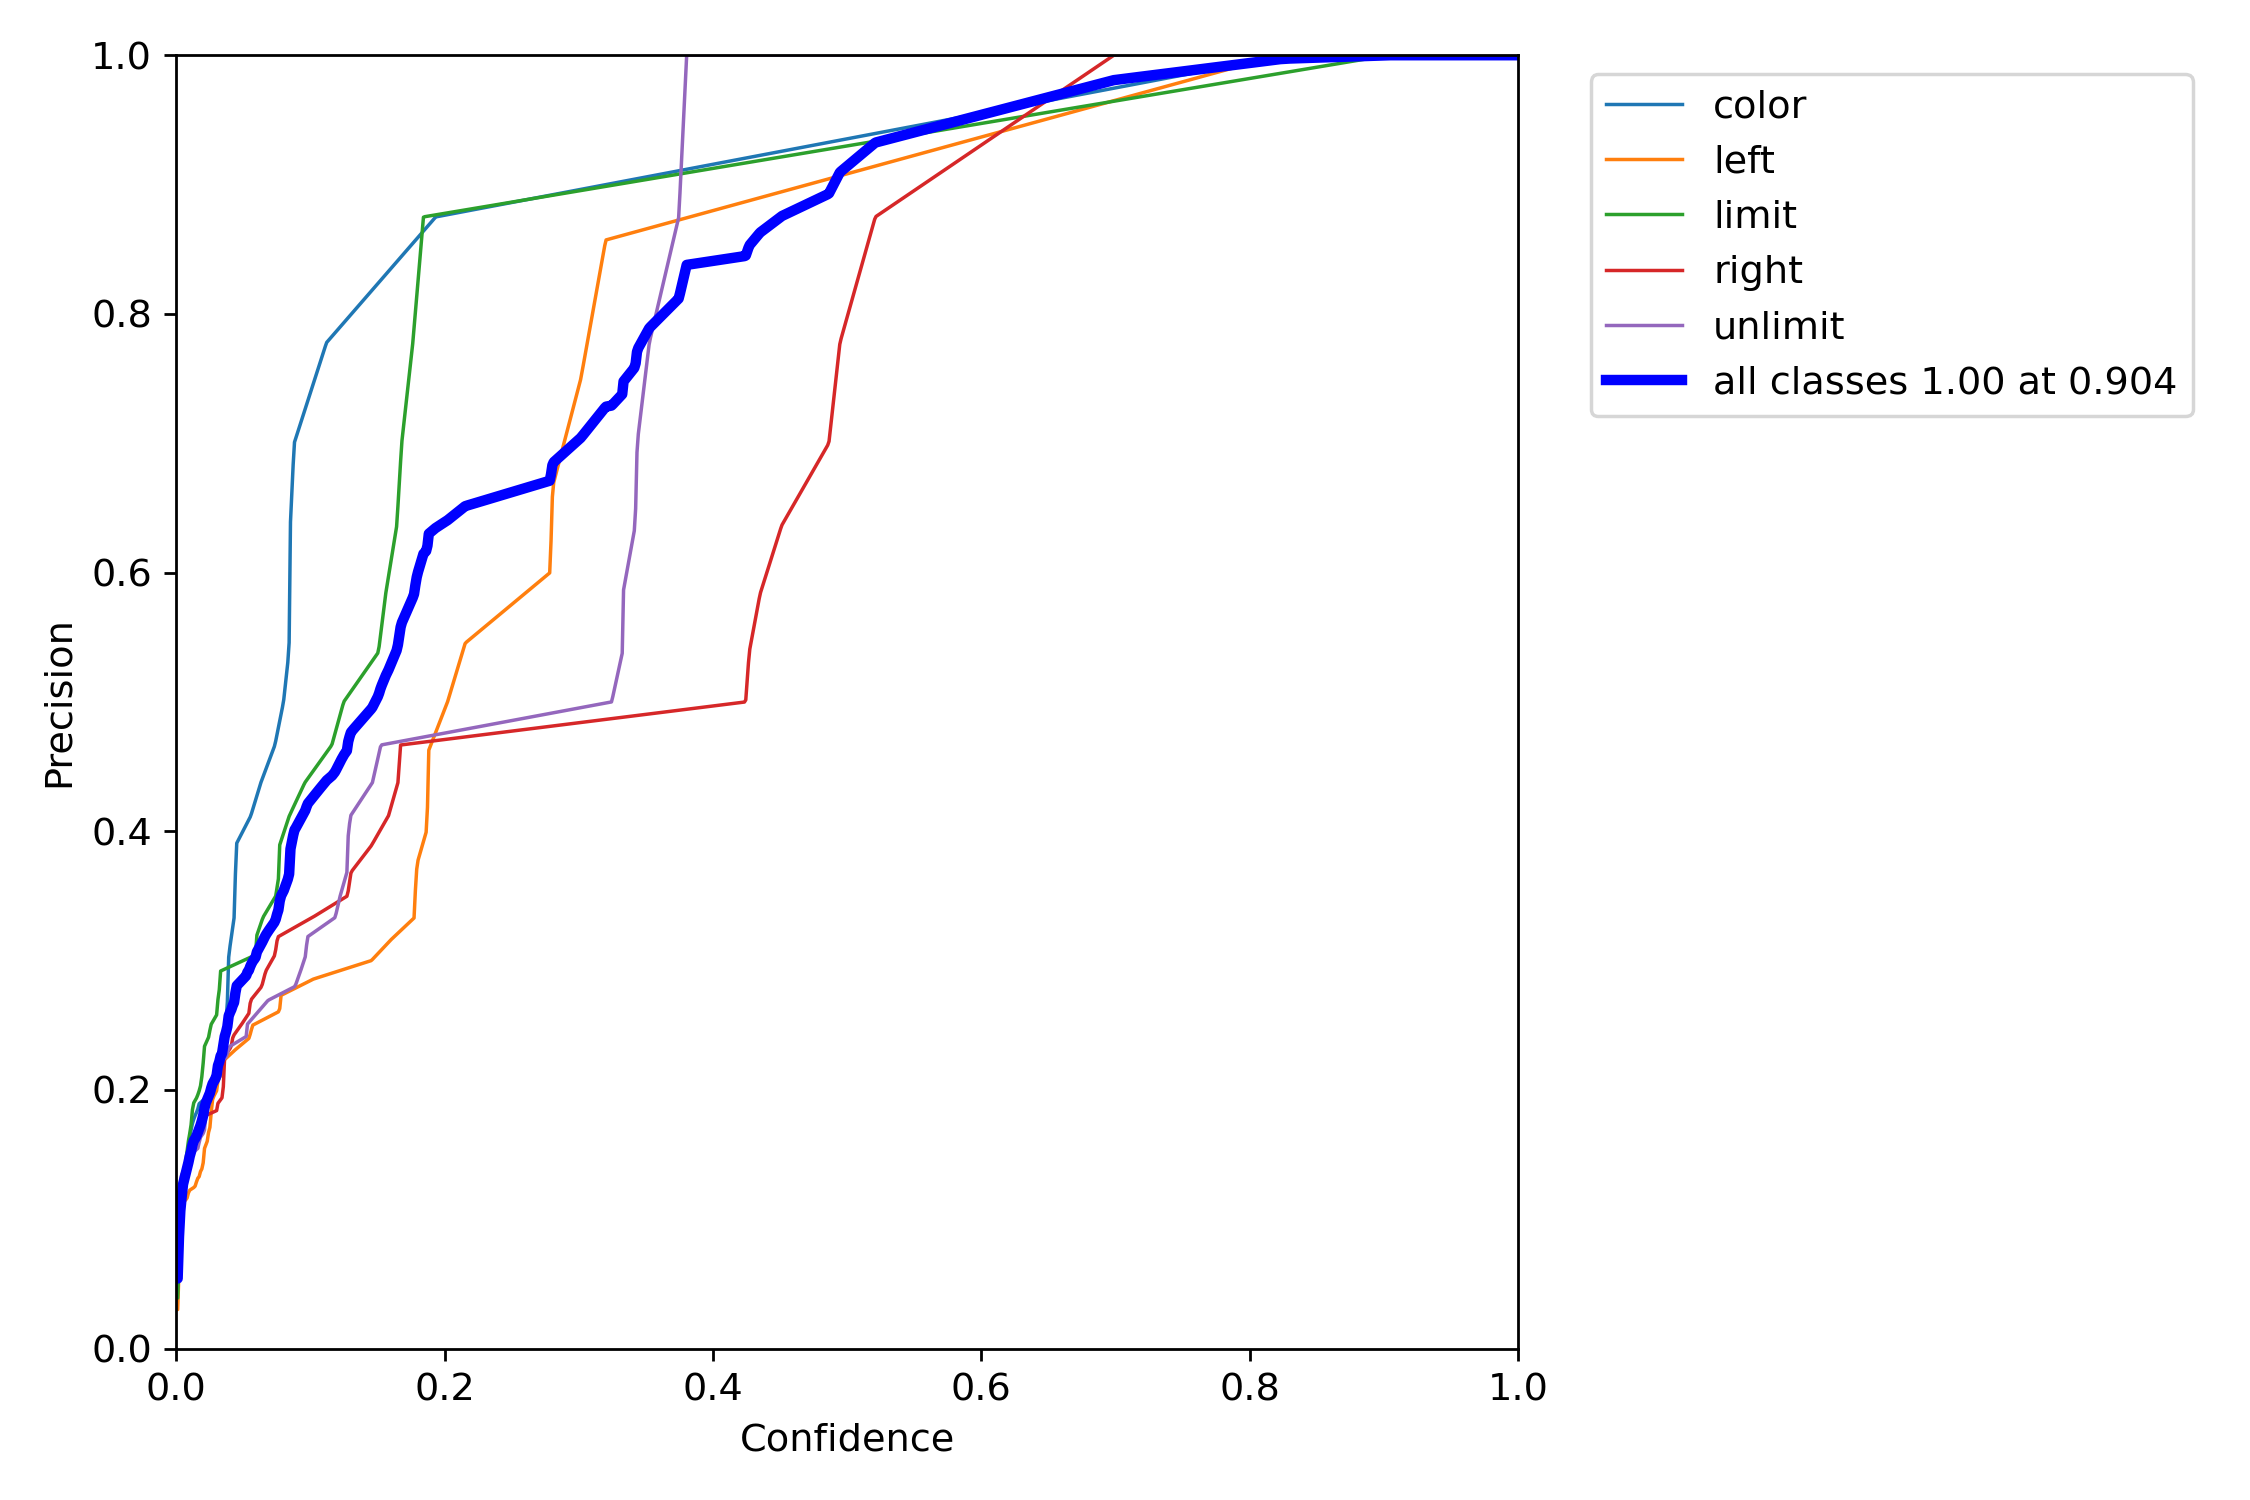 1.0
0.8
0.6
0.4
0.2
0.0
0.0 0.2 0.4 0.6 0.8 1.0
Precision
Confidence
color
left
limit
right
unlimit
all classes 1.00 at 0.904